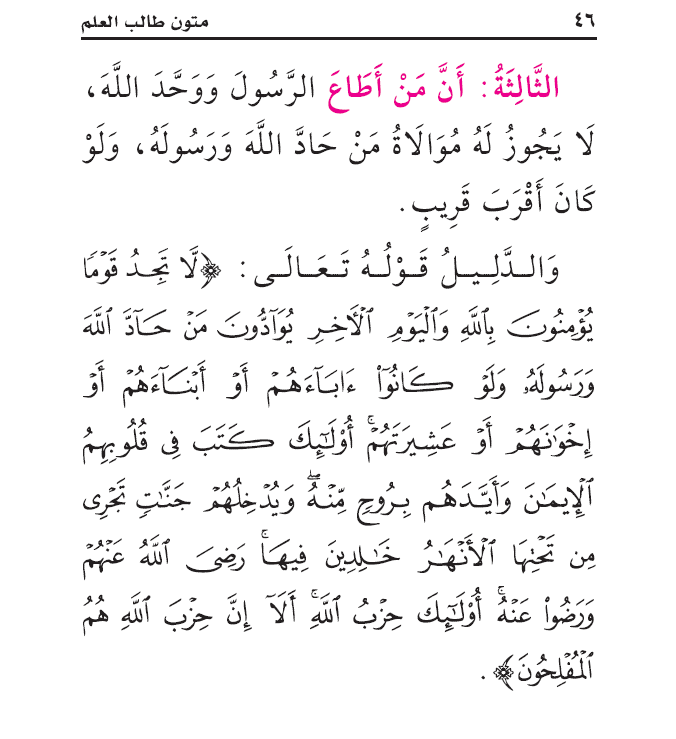 متون طالب العلم ٤٦
الثَّالِثَةُ: أَنَّ مَنْ أَطَاعَ الرَّسُولَ وَوَحَّدَ اللَّهَ،
لَا يَجُوزُ لَهُ مُوَالَاةُ مَنْ حَادَّ اللَّهَ وَرَسُولَهُ، وَلَوْ
كَانَ أَقْرَبَ قَرِيبٍ.
وَالدَّلِيلُ قَوْلُهُ تَعَالَى: ﴿لَّا تَجِدُ قَوْمًا
يُؤْمِنُونَ بِٱللَّهِ وَٱلْيَوْمِ ٱلْأَخِرِ يُوَآدُّونَ مَنْ حَآدَّ ٱللَّهَ
وَرَسُولَهُۥ وَلَوْ كَانُوٓا۟ ءَابَآءَهُمْ أَوْ أَبْنَآءَهُمْ أَوْ
إِخْوَٰنَهُمْ أَوْ عَشِيرَتَهُمْ ۚ أُو۟لَـٰٓئِكَ كَتَبَ فِى قُلُوبِهِمُ
ٱلْإِيمَـٰنَ وَأَيَّدَهُم بِرُوحٍ مِّنْهُ ۖ وَيُدْخِلُهُمْ جَنَّـٰتٍ تَجْرِى
مِن تَحْتِهَا ٱلْأَنْهَـٰرُ خَـٰلِدِينَ فِيهَا ۚ رَضِىَ ٱللَّهُ عَنْهُمْ
وَرَضُوا۟ عَنْهُ ۚ أُو۟لَـٰٓئِكَ حِزْبُ ٱللَّهِ ۚ أَلَآ إِنَّ حِزْبَ ٱللَّهِ هُمُ
ٱلْمُفْلِحُونَ﴾.